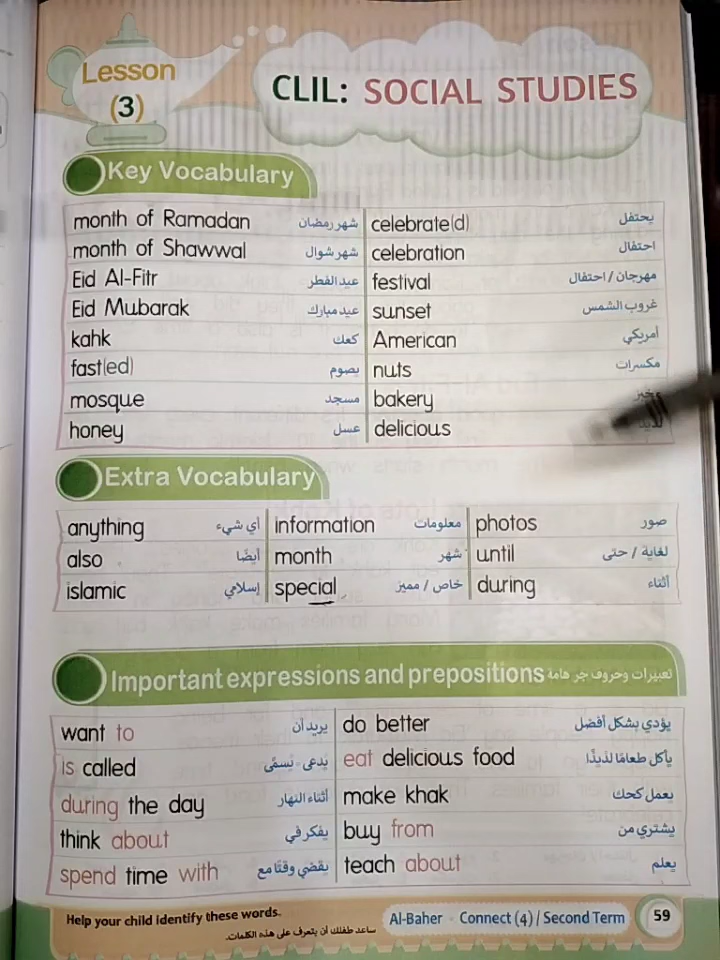 Lesson
(3)
CLIL: SOCIAL STUDIES
Key Vocabulary
month of Ramadan شهر رمضان celebrate(d) يحتفل
month of Shawwal شهر شوال celebration احتفال
Eid Al-Fitr عيد الفطر festival مهرجان / احتفال
Eid Mubarak عيد مبارك sunset غروب الشمس
kahk كعك American أمريكي
fast(ed) يصوم nuts مكسرات
mosque مسجد bakery مخبز
honey عسل delicious
Extra Vocabulary
anything أي شيء information معلومات photos صور
also أيضًا month شهر until لغاية / حتى
islamic إسلامي special خاص / مميز during أثناء
Important expressions and prepositions تعبيرات وحروف جر هامة
want to يريد أن do better يؤدي بشكل أفضل
is called يُدعى - يُسمَّى eat delicious food يأكل طعامًا لذيذًا
during the day أثناء النهار make khak يعمل كحك
think about يفكر في buy from يشتري من
spend time with يقضي وقتًا مع teach about يعلم
Help your child identify these words.
ساعد طفلك أن يتعرف على هذه الكلمات.
Al-Baher - Connect (4) / Second Term 59